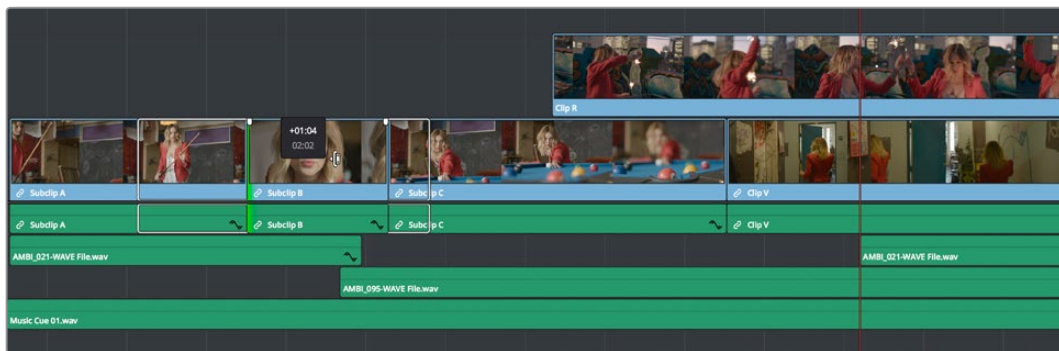 Clip R
+01:04
02:02
Subclip A
Subclip B
Subclip C
Clip V
Subclip A
Subclip B
Subclip C
Clip V
AMBI_021-WAVE File.wav
AMBI_021-WAVE File.wav
AMBI_095-WAVE File.wav
Music Cue 01.wav